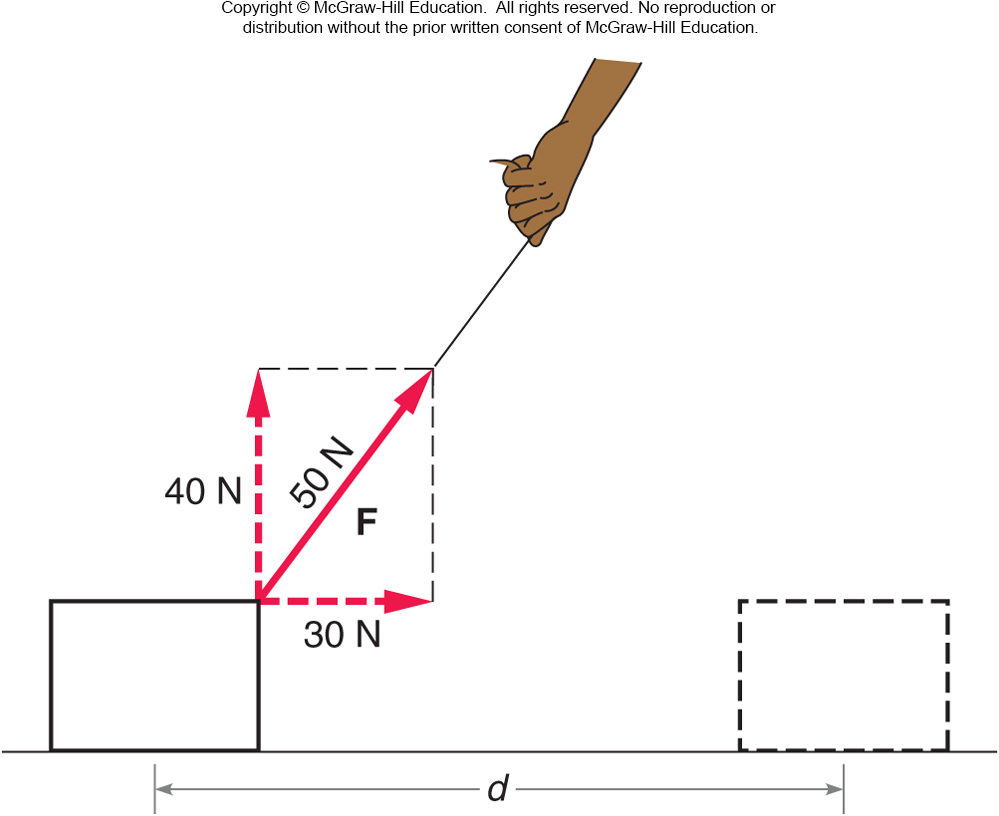 Copyright © McGraw-Hill Education. All rights reserved. No reproduction or
distribution without the prior written consent of McGraw-Hill Education.
40 N
50 N
F
30 N
d